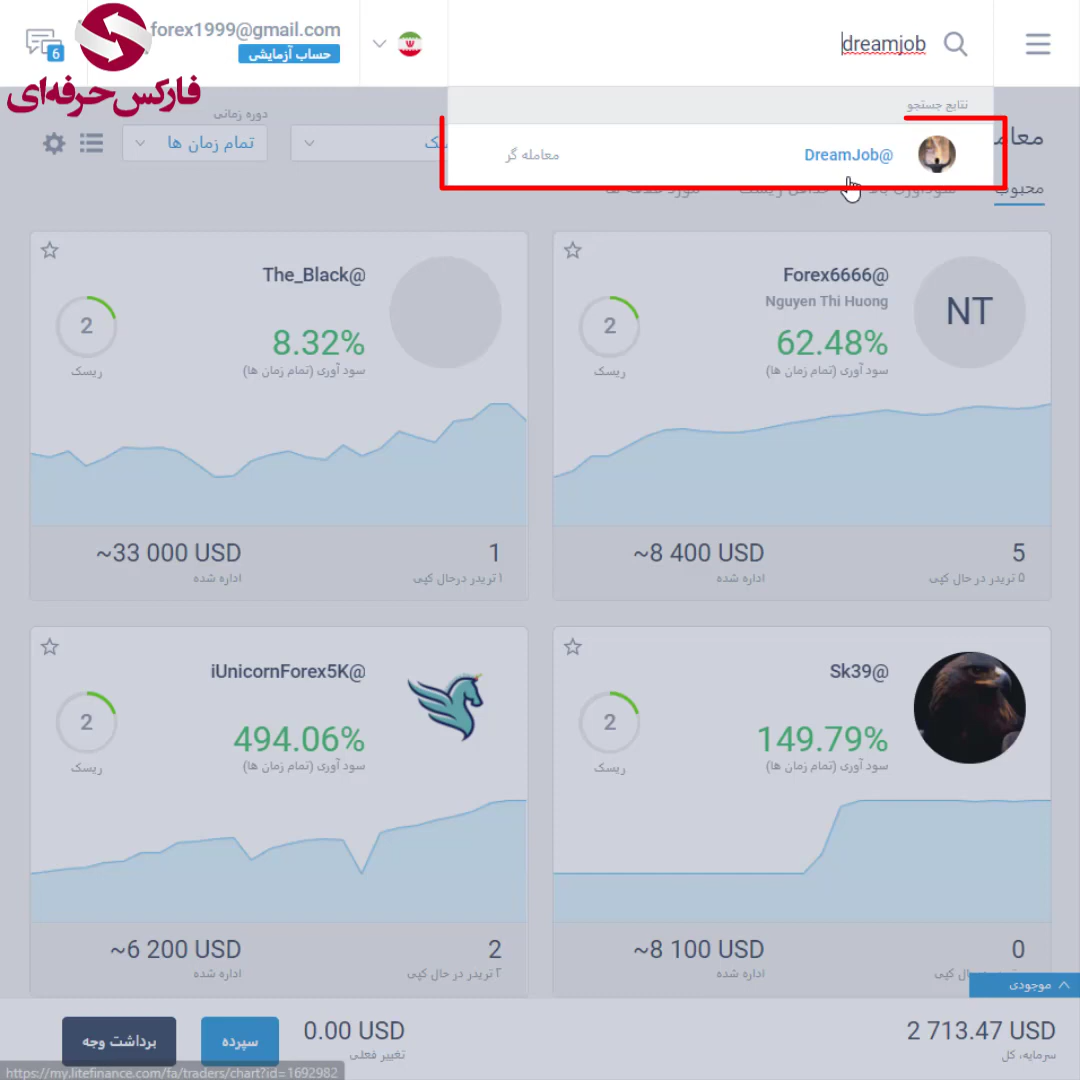 dreamjob
forex1999@gmail.com
حساب آزمایشی
6
فارکس‌حرفه‌ای
نتایج جستجو
@DreamJob
معامله گر
دوره زمانی
تمام زمان ها
محبوب
@Forex6666
Nguyen Thi Huong
NT
62.48%
سود آوری (تمام زمان ها)
2
ریسک
~8 400 USD
اداره شده
5
۵ تریدر در حال کپی
@The_Black
8.32%
سود آوری (تمام زمان ها)
2
ریسک
~33 000 USD
اداره شده
1
۱ تریدر درحال کپی
@Sk39
149.79%
سود آوری (تمام زمان ها)
2
ریسک
~8 100 USD
اداره شده
0
@iUnicornForex5K
494.06%
سود آوری (تمام زمان ها)
2
ریسک
~6 200 USD
اداره شده
2
۲ تریدر در حال کپی
موجودی
2 713.47 USD
سرمایه، کل
0.00 USD
تغییر فعلی
سپرده
برداشت وجه
https://my.litefinance.com/fa/traders/chart?id=1692982